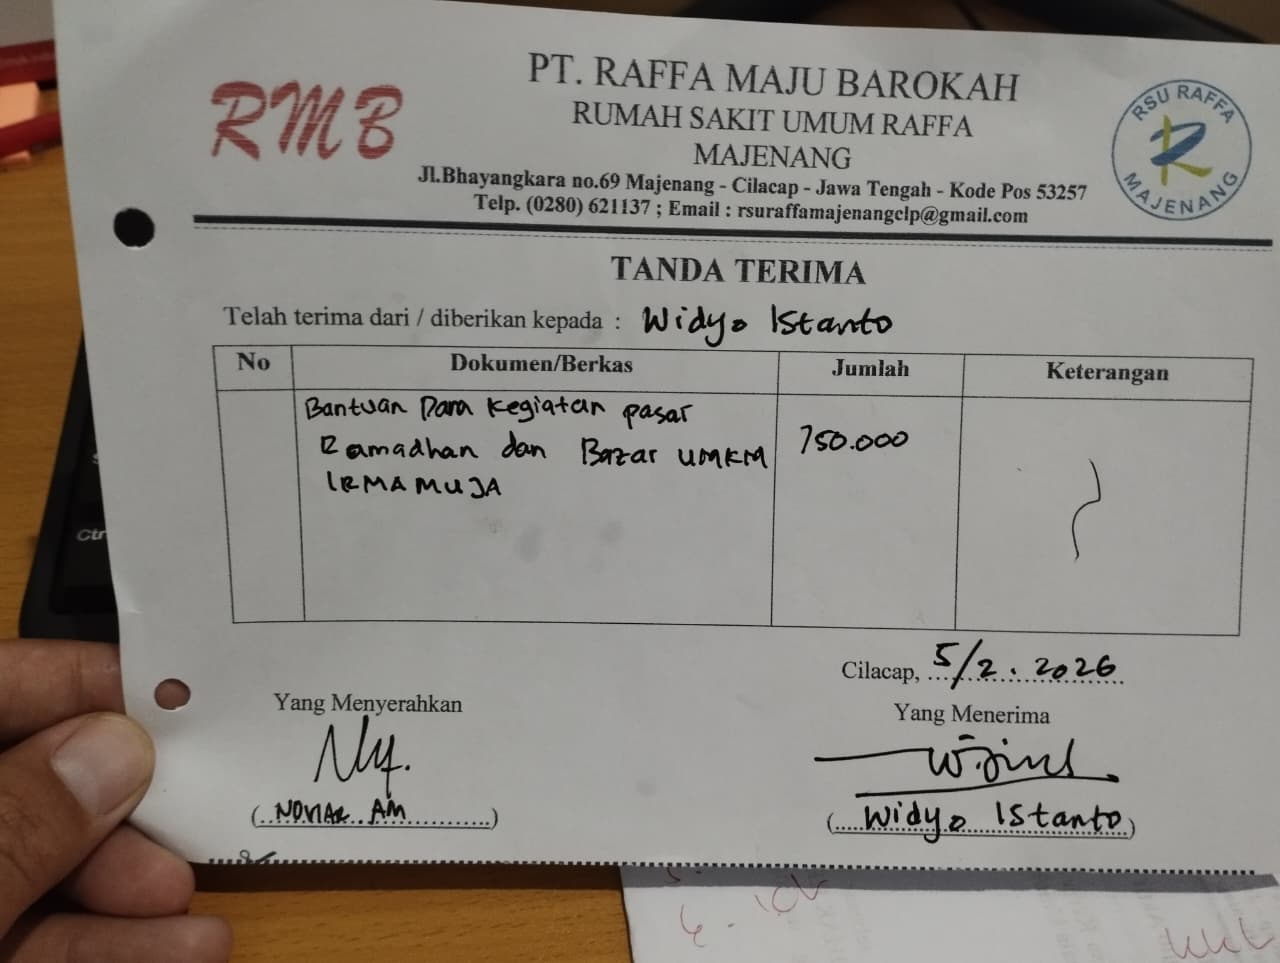 RMB
PT. RAFFA MAJU BAROKAH
RUMAH SAKIT UMUM RAFFA
MAJENANG
Jl.Bhayangkara no.69 Majenang - Cilacap - Jawa Tengah - Kode Pos 53257
Telp. (0280) 621137 ; Email : rsuraffamajenangclp@gmail.com
RSU RAFFA
R
MAJENANG
TANDA TERIMA
Telah terima dari / diberikan kepada : Widyo Istanto
No Dokumen/Berkas Jumlah Keterangan
Bantuan Dana Kegiatan pasar
Ramadhan dan Bazar UMKM 750.000
IRMAMUJA
Cilacap, 5/2.2026
Yang Menyerahkan Yang Menerima
(NOVIAR AM) (Widyo Istanto)
Ctr